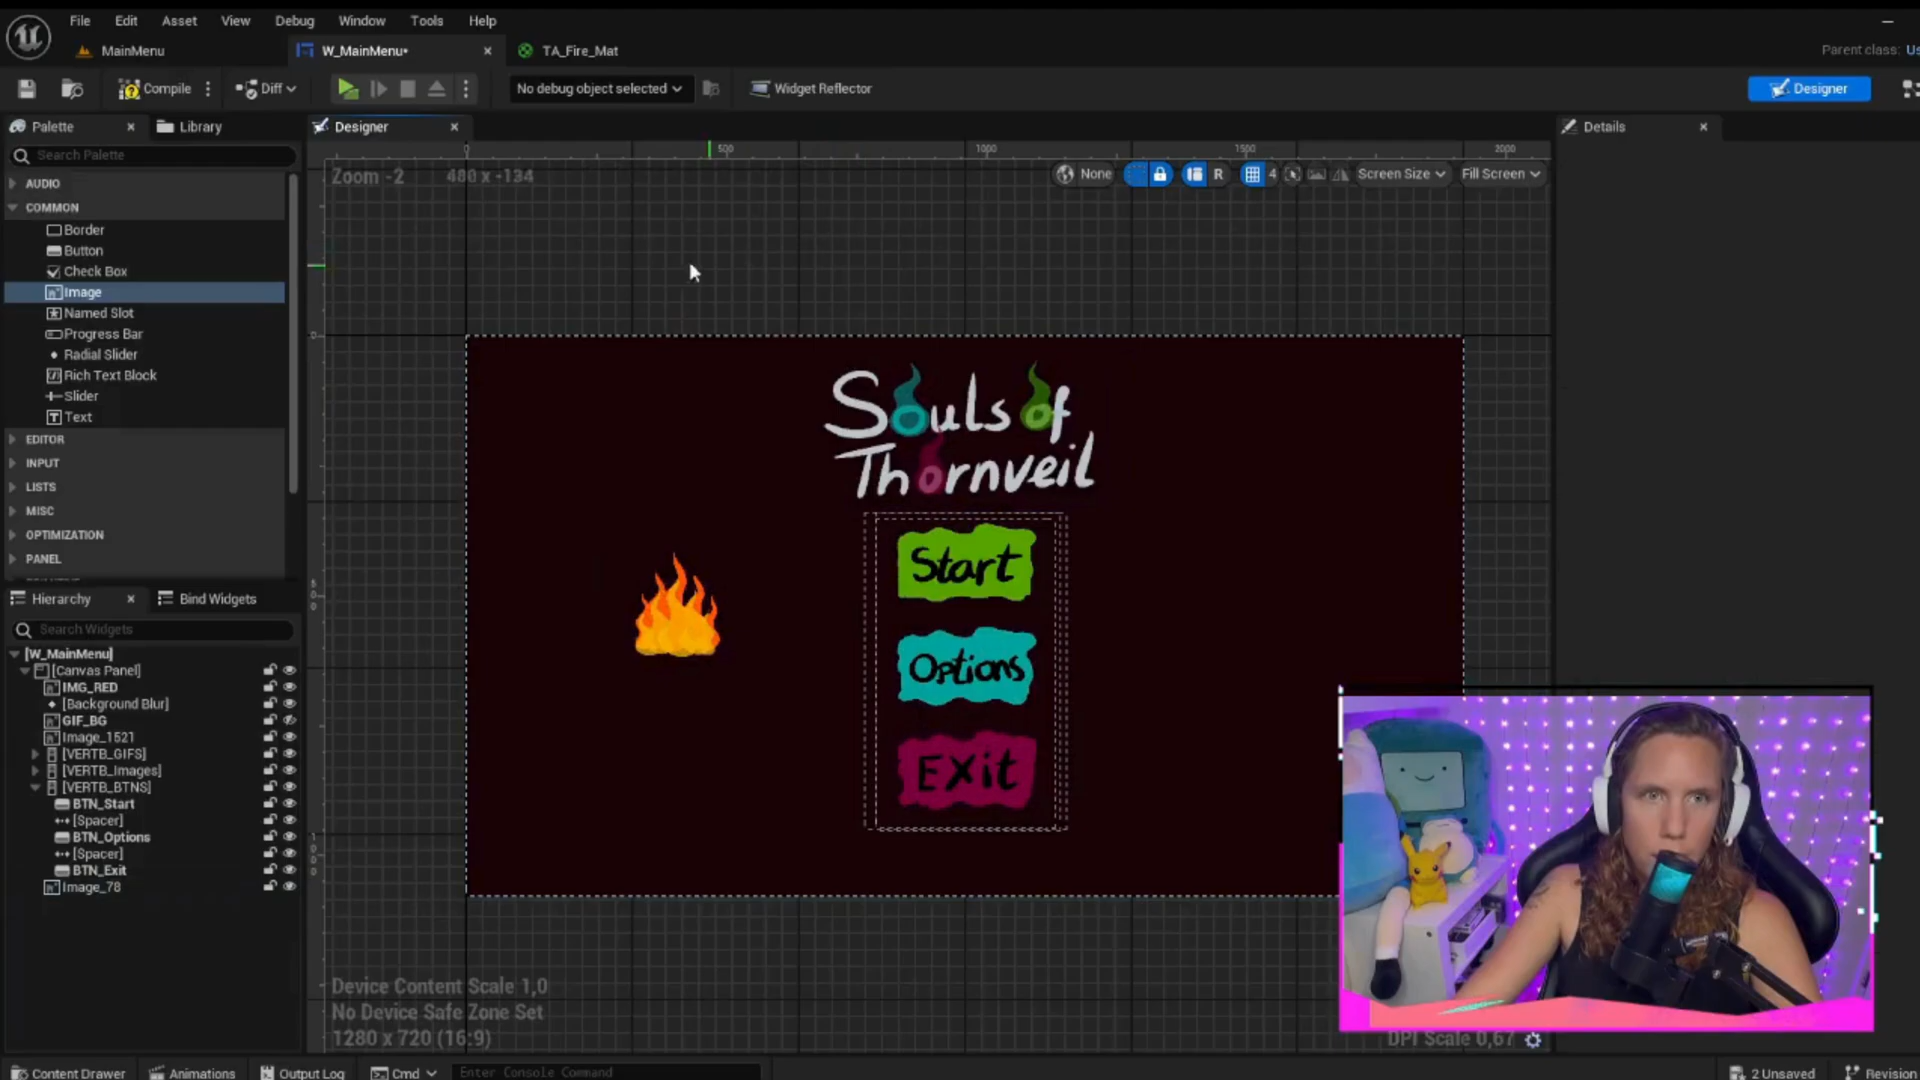 File Edit Asset View Debug Window Tools Help
MainMenu W_MainMenu• TA_Fire_Mat
Parent class:
Compile Diff No debug object selected Widget Reflector Designer
Palette Library Designer Details
Search Palette
0 500 1000 1500 2000
Zoom -2 480 x -134 None R 4 Screen Size Fill Screen
AUDIO
COMMON
Border
Button
Check Box
Image
Named Slot
Progress Bar
Radial Slider
Rich Text Block
Slider
Text
EDITOR
INPUT
LISTS
MISC
OPTIMIZATION
PANEL
Souls of
Thornveil
Start
Options
Exit
Hierarchy Bind Widgets
Search Widgets
[W_MainMenu]
[Canvas Panel]
IMG_RED
[Background Blur]
GIF_BG
Image_1521
[VERTB_GIFS]
[VERTB_Images]
[VERTB_BTNS]
BTN_Start
[Spacer]
BTN_Options
[Spacer]
BTN_Exit
Image_78
Device Content Scale 1,0
No Device Safe Zone Set
1280 x 720 (16:9)
DPI Scale 0,67
Content Drawer Animations Output Log Cmd Enter Console Command 2 Unsaved Revision